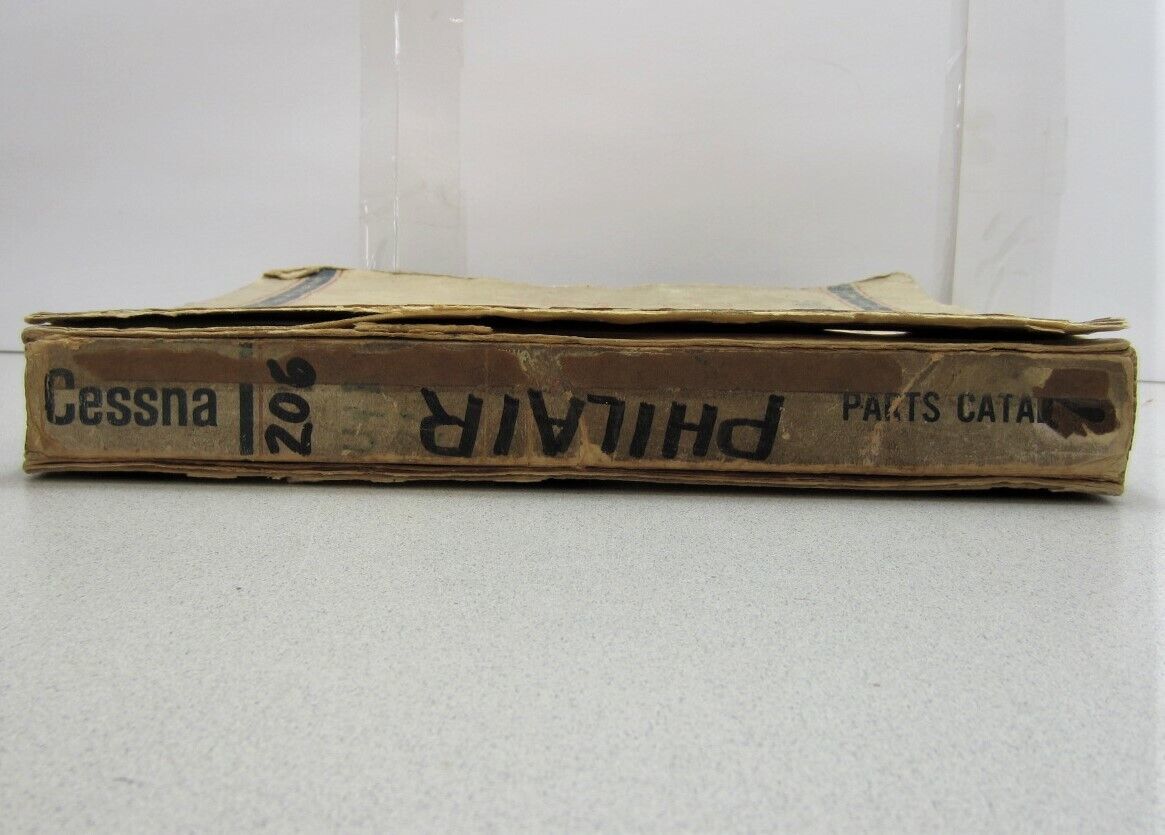 Cessna
206
PHILAIR
PARTS CATA